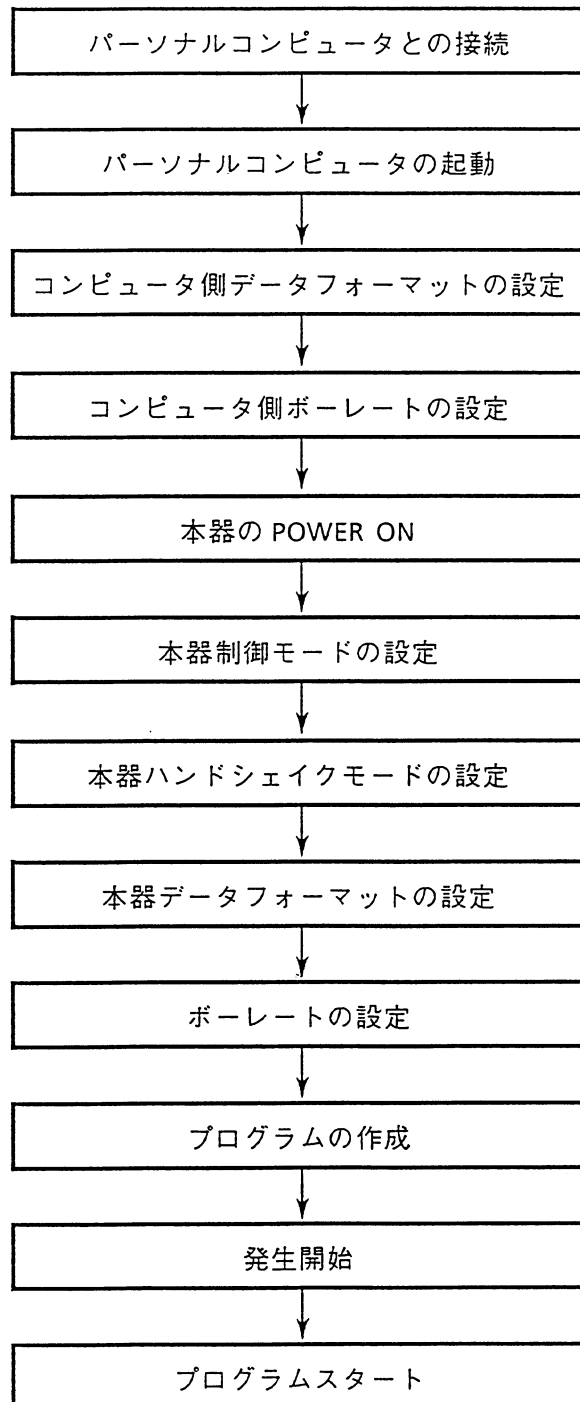 パーソナルコンピュータとの接続
パーソナルコンピュータの起動
コンピュータ側データフォーマットの設定
コンピュータ側ボーレートの設定
本器の POWER ON
本器制御モードの設定
本器ハンドシェイクモードの設定
本器データフォーマットの設定
ボーレートの設定
プログラムの作成
発生開始
プログラムスタート